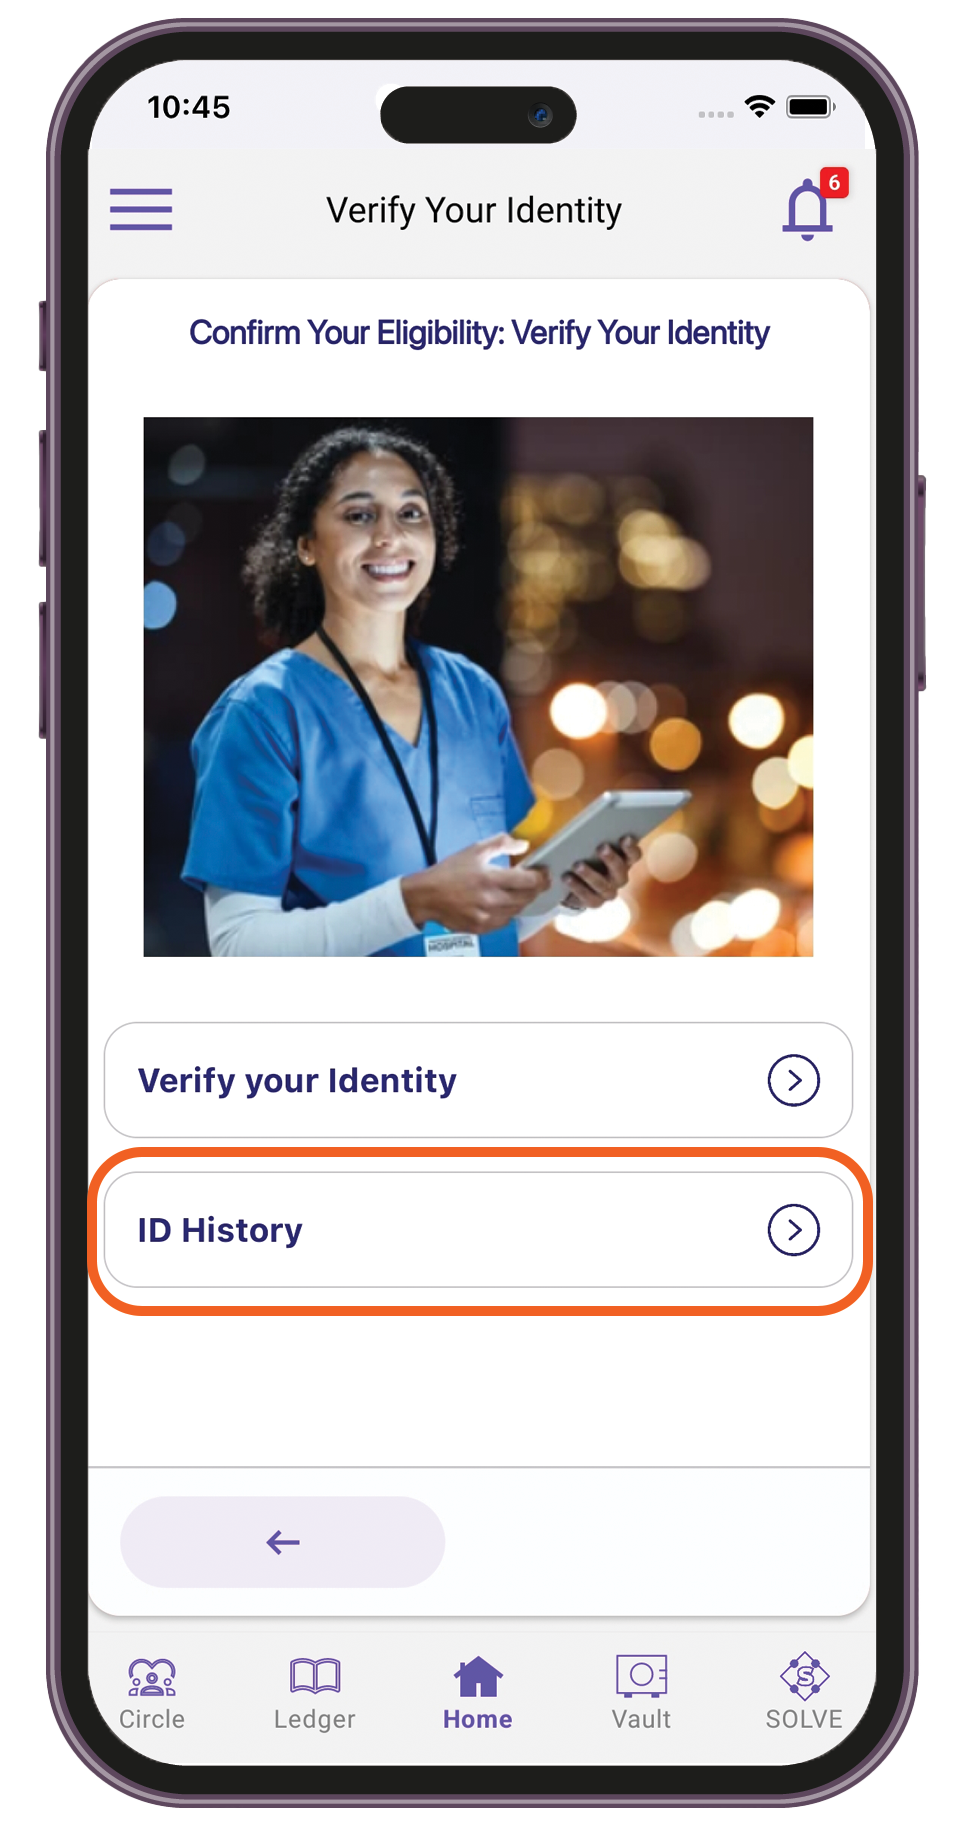 10:45
Verify Your Identity
6
Confirm Your Eligibility: Verify Your Identity
HOSPITAL
Verify your Identity
ID History
Circle
Ledger
Home
Vault
SOLVE
S